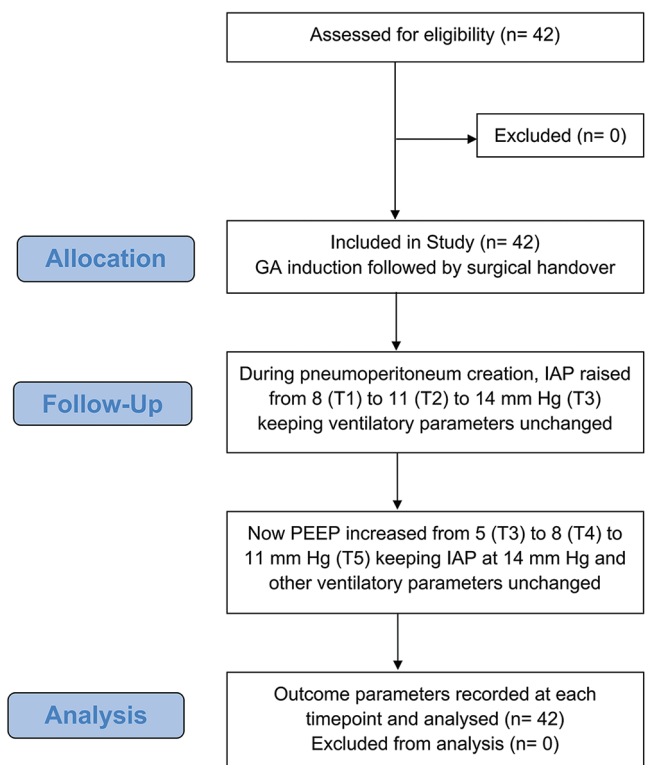 Assessed for eligibility (n= 42)
Excluded (n= 0)
Allocation
Included in Study (n= 42)
GA induction followed by surgical handover
Follow-Up
During pneumoperitoneum creation, IAP raised
from 8 (T1) to 11 (T2) to 14 mm Hg (T3)
keeping ventilatory parameters unchanged
Now PEEP increased from 5 (T3) to 8 (T4) to
11 mm Hg (T5) keeping IAP at 14 mm Hg and
other ventilatory parameters unchanged
Analysis
Outcome parameters recorded at each
timepoint and analysed (n= 42)
Excluded from analysis (n= 0)